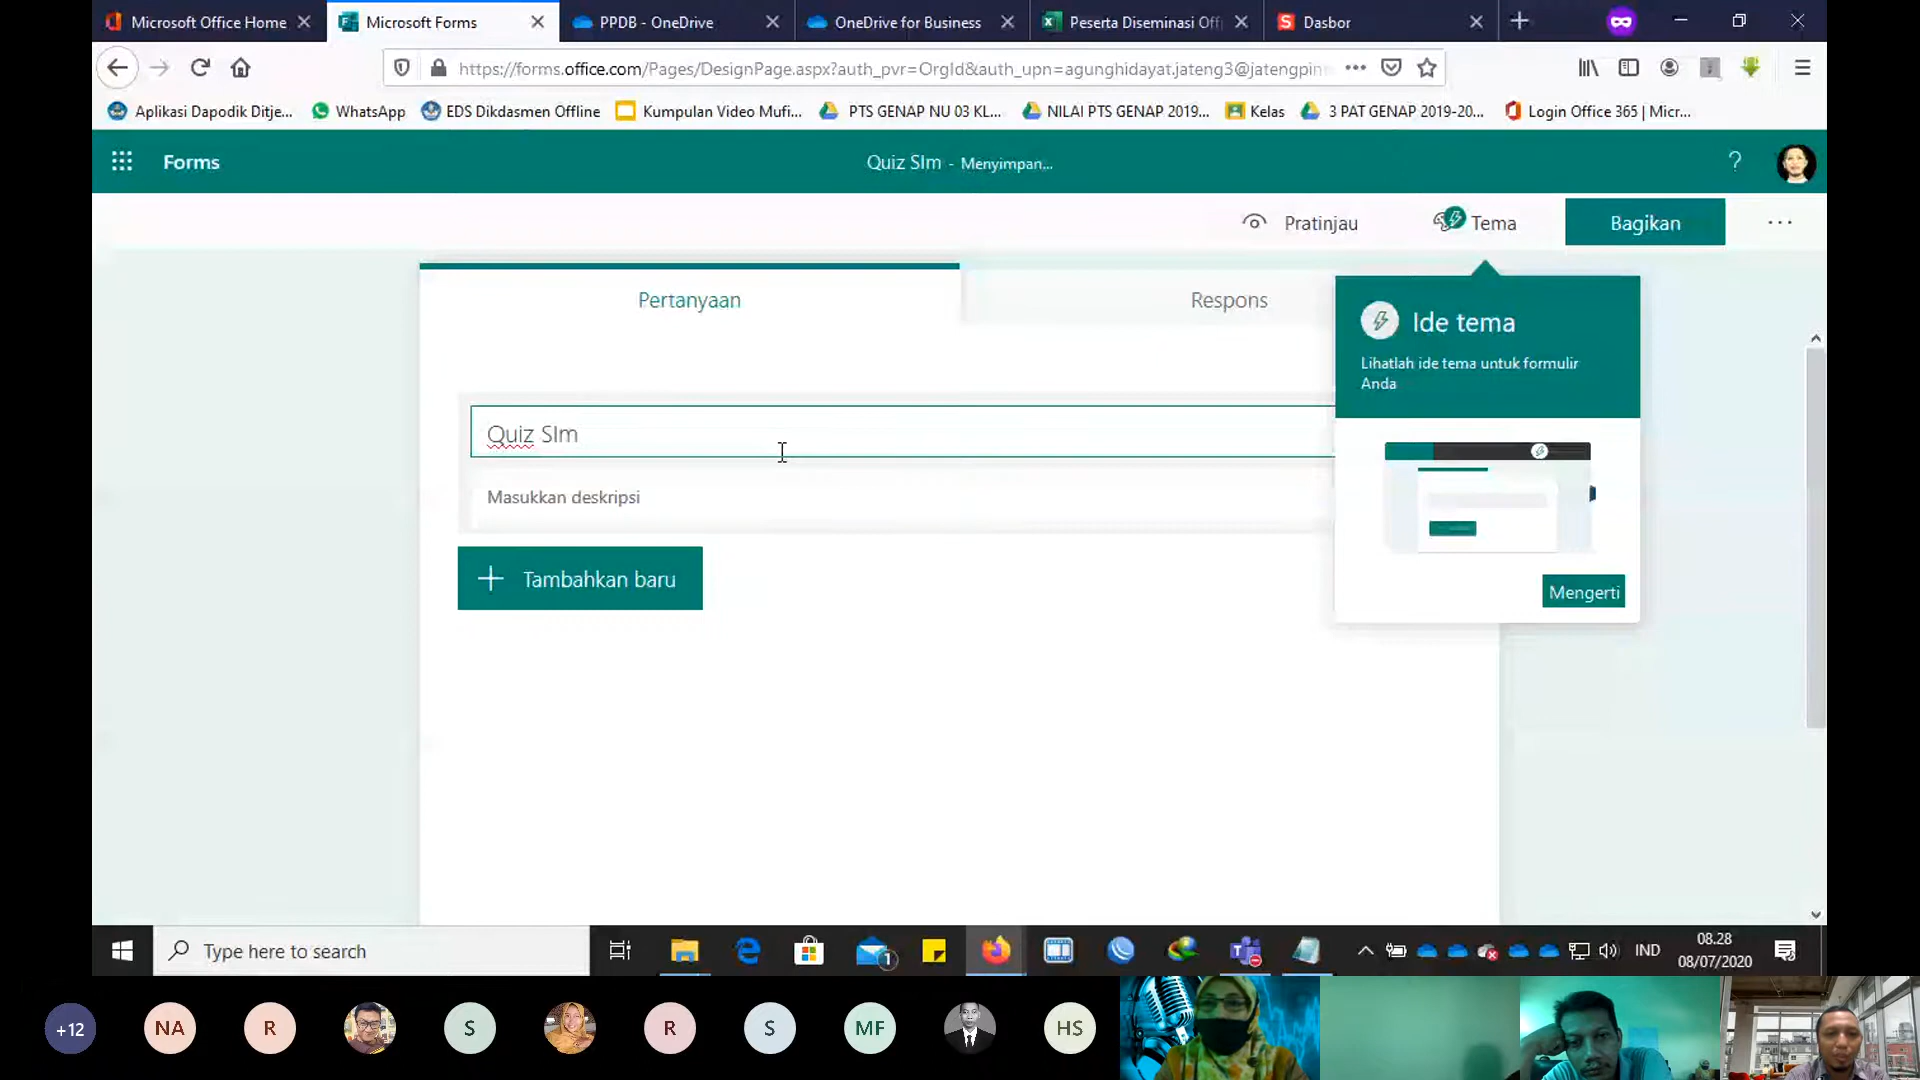 Microsoft Office Home
Microsoft Forms
PPDB - OneDrive
OneDrive for Business
Peserta Diseminasi Off
Dasbor
https://forms.office.com/Pages/DesignPage.aspx?auth_pvr=OrgId&auth_upn=agunghidayat.jateng3@jatengpin
Aplikasi Dapodik Ditje...
WhatsApp
EDS Dikdasmen Offline
Kumpulan Video Mufi...
PTS GENAP NU 03 KL...
NILAI PTS GENAP 2019...
Kelas
3 PAT GENAP 2019-20...
Login Office 365 | Micr...
Forms
Quiz SIm - Menyimpan...
?
Pratinjau
Tema
Bagikan
Pertanyaan
Respons
Ide tema
Lihatlah ide tema untuk formulir
Anda
Quiz SIm
Masukkan deskripsi
Tambahkan baru
Mengerti
Type here to search
1
IND
08.28
08/07/2020
+12
NA
R
S
R
S
MF
HS